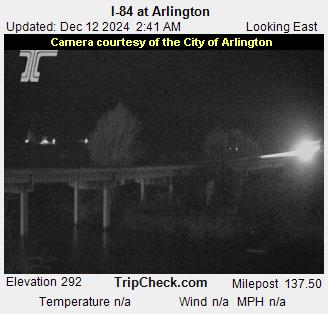 I-84 at Arlington
Updated: Dec 12 2024 2:41 AM Looking East
Camera courtesy of the City of Arlington
Elevation 292 TripCheck.com Milepost 137.50
Temperature n/a Wind n/a MPH n/a